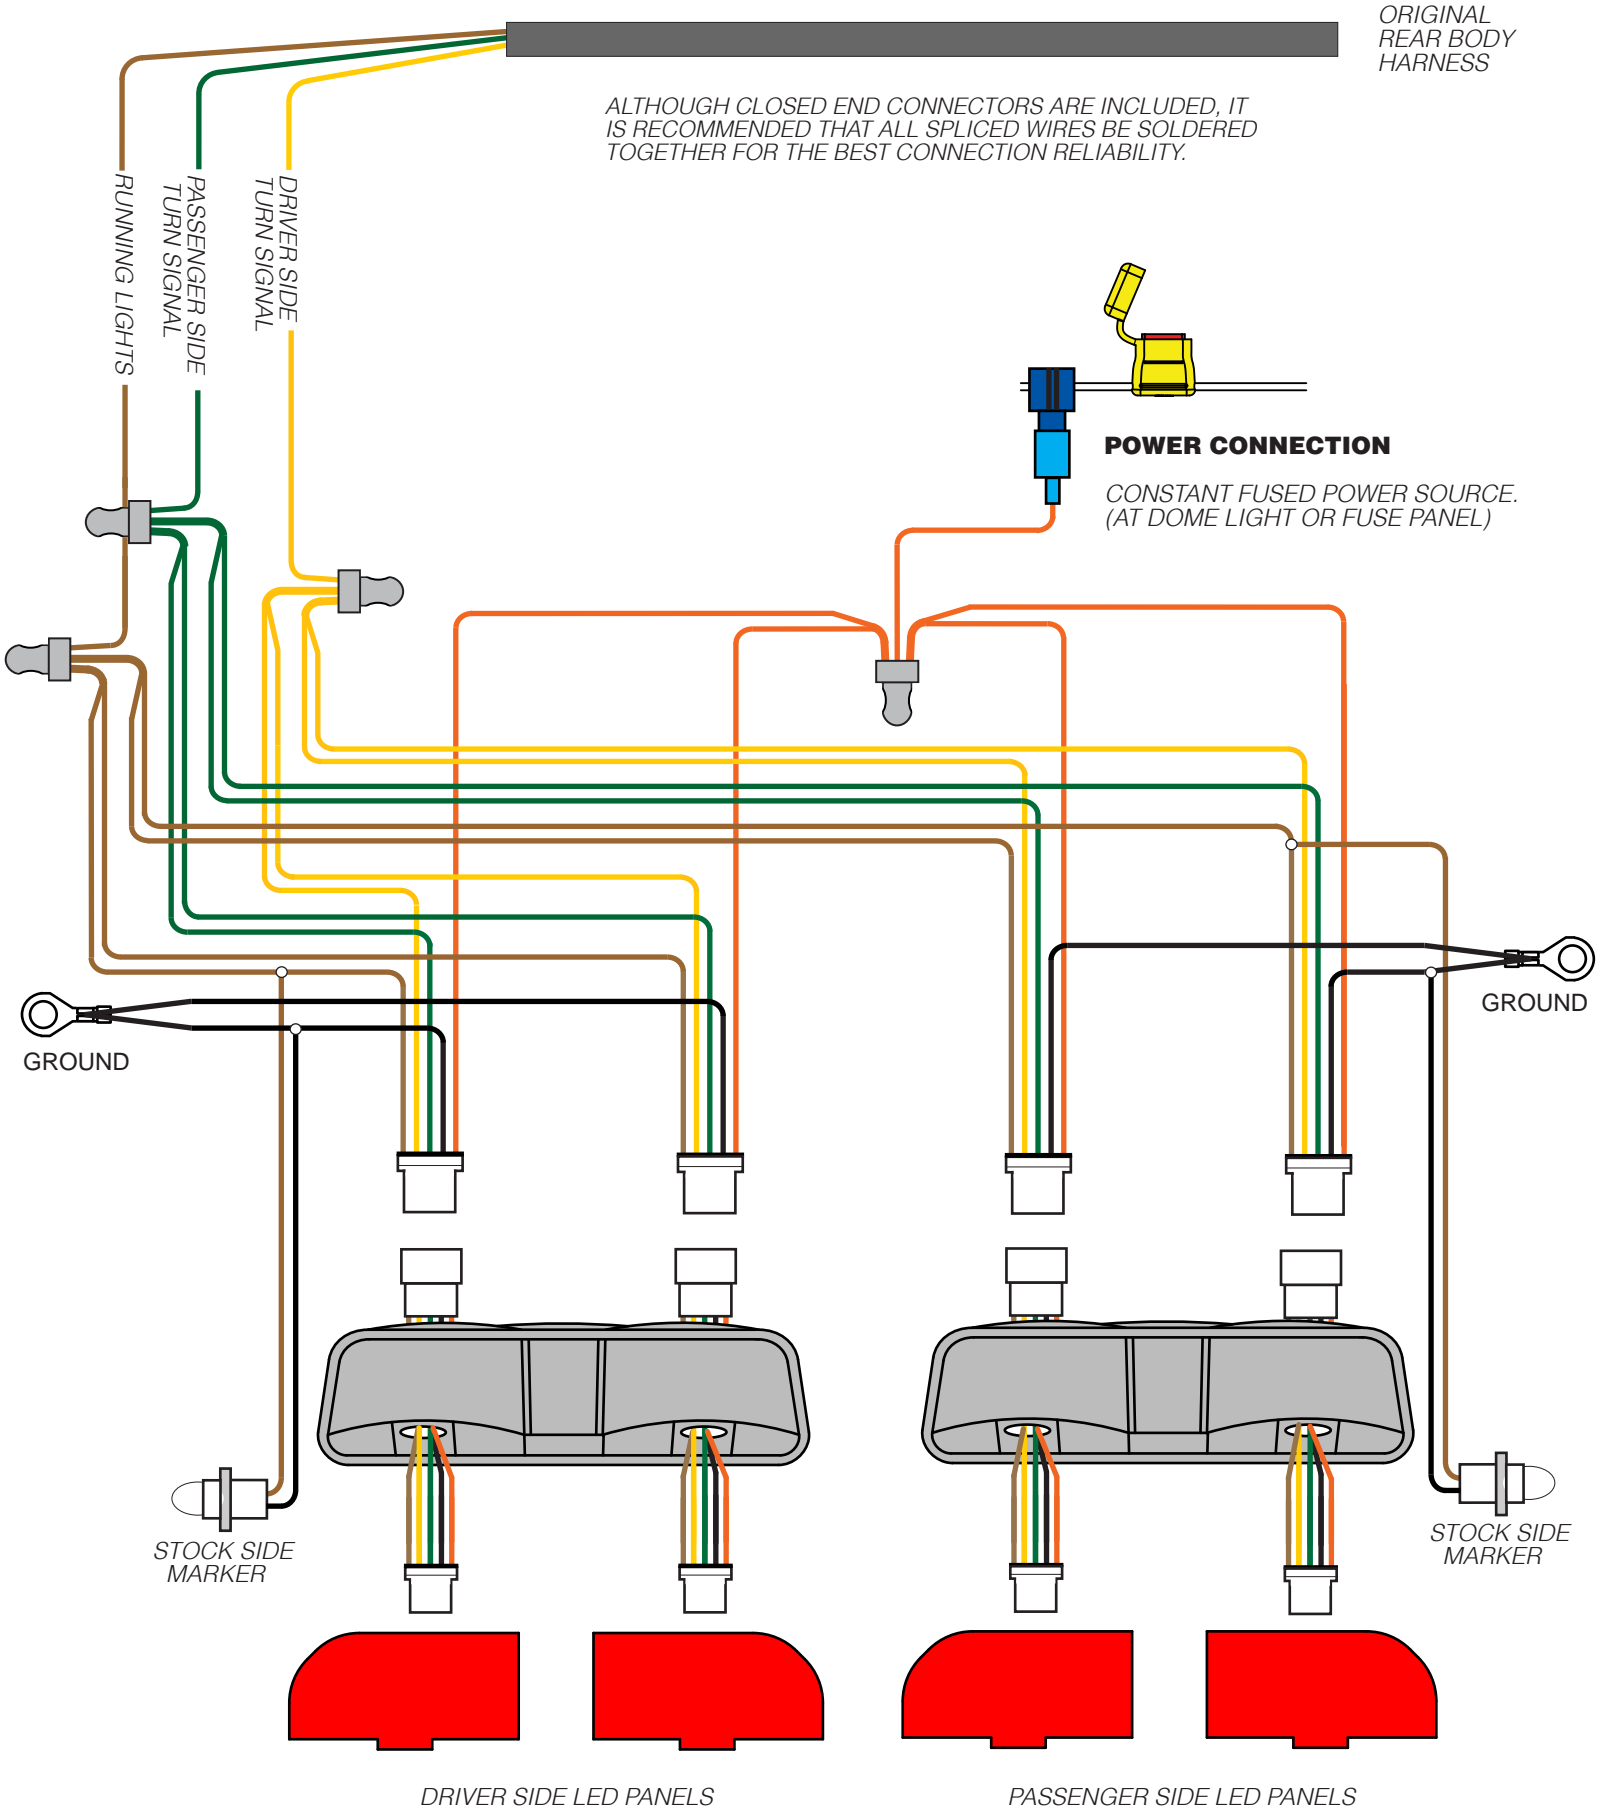 ORIGINAL
REAR BODY
HARNESS
ALTHOUGH CLOSED END CONNECTORS ARE INCLUDED, IT
IS RECOMMENDED THAT ALL SPLICED WIRES BE SOLDERED
TOGETHER FOR THE BEST CONNECTION RELIABILITY.
RUNNING LIGHTS
PASSENGER SIDE
TURN SIGNAL
DRIVER SIDE
TURN SIGNAL
POWER CONNECTION
CONSTANT FUSED POWER SOURCE.
(AT DOME LIGHT OR FUSE PANEL)
GROUND
GROUND
STOCK SIDE
MARKER
STOCK SIDE
MARKER
DRIVER SIDE LED PANELS
PASSENGER SIDE LED PANELS